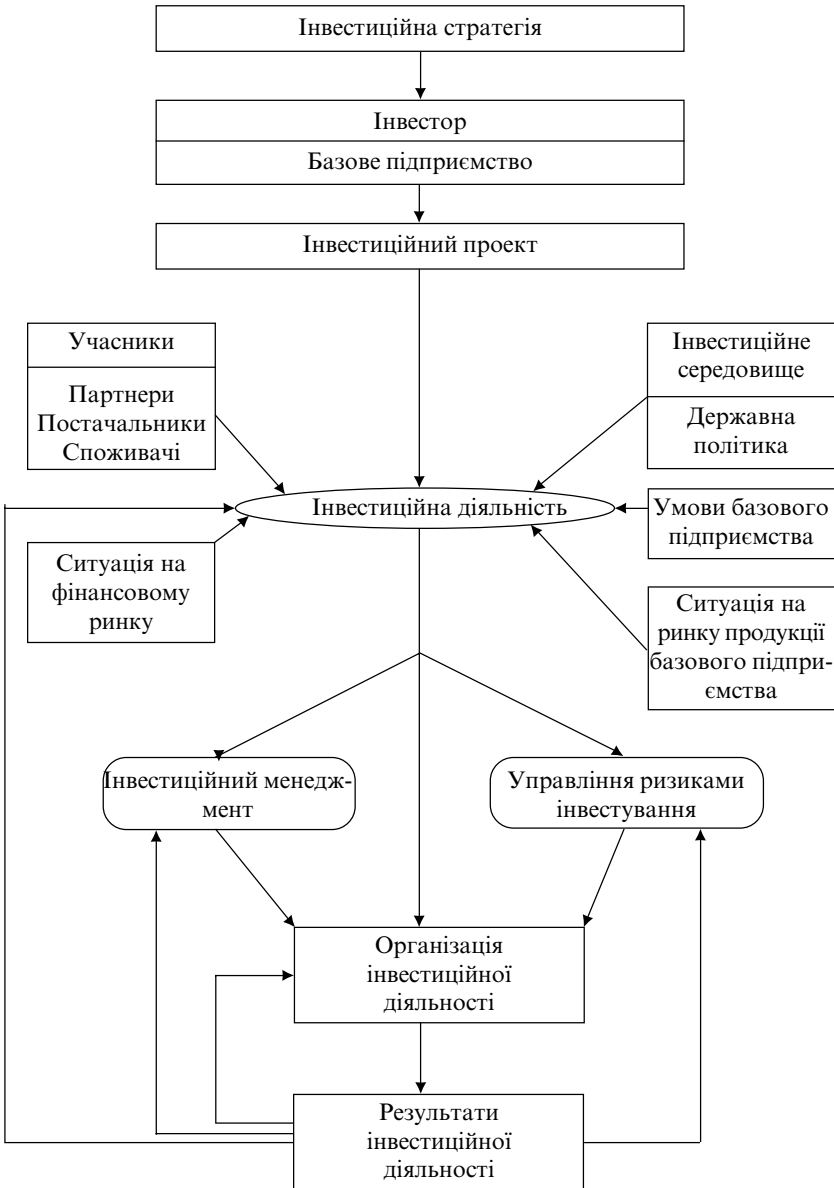 Інвестиційна стратегія
Інвестор
Базове підприємство
Інвестиційний проект
Учасники
Партнери
Постачальники
Споживачі
Інвестиційне
середовище
Державна
політика
Інвестиційна діяльність
Умови базового
підприємства
Ситуація на
фінансовому
ринку
Ситуація на
ринку продукції
базового підпри-
ємства
Інвестиційний менедж-
мент
Управління ризиками
інвестування
Організація
інвестиційної
діяльності
Результати
інвестиційної
діяльності